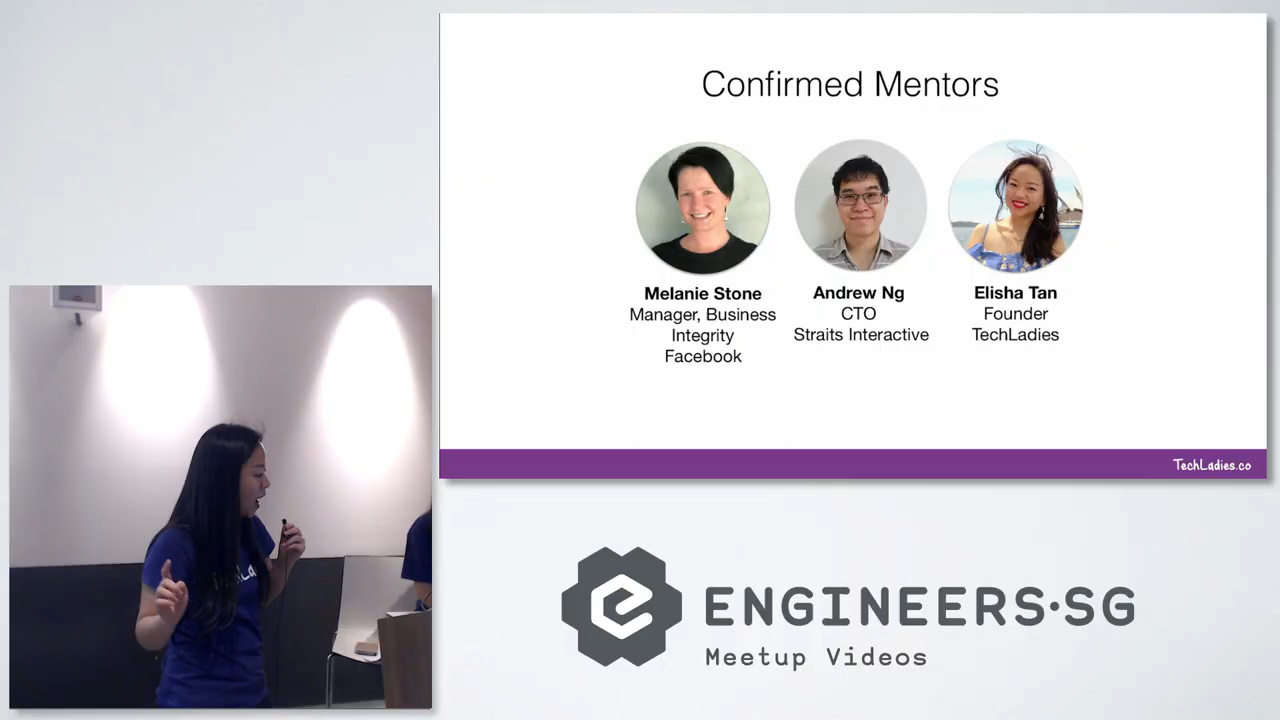 Confirmed Mentors
Melanie Stone
Manager, Business
Integrity
Facebook
Andrew Ng
CTO
Straits Interactive
Elisha Tan
Founder
TechLadies
TechLadies.co
ENGINEERS·SG
Meetup Videos